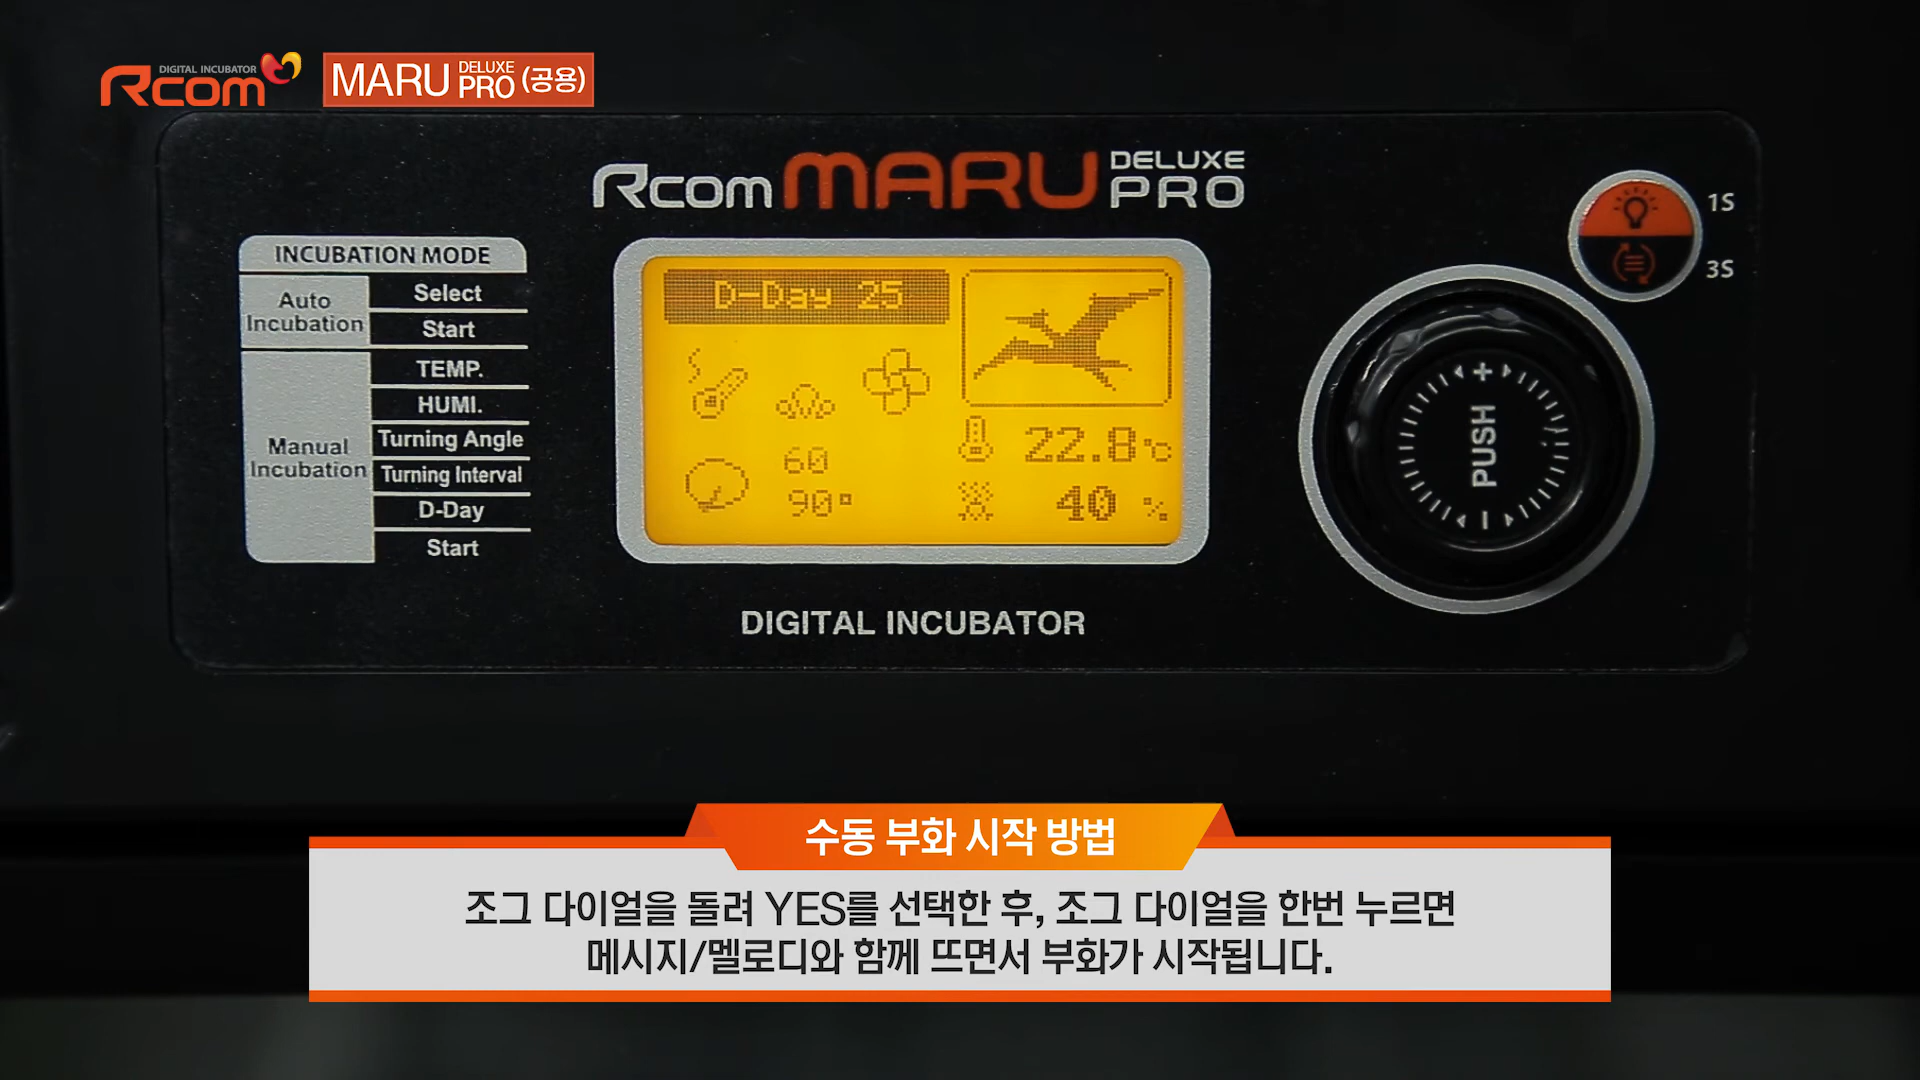 DIGITAL INCUBATOR
Rcom
MARU DELUXE PRO (공용)
Rcom MARU DELUXE PRO
1S
3S
INCUBATION MODE
Auto Incubation
Select
Start
Manual Incubation
TEMP.
HUMI.
Turning Angle
Turning Interval
D-Day
Start
D-Day 25
60
90°
22.8℃
40 %
+
PUSH
-
DIGITAL INCUBATOR
수동 부화 시작 방법
조그 다이얼을 돌려 YES를 선택한 후, 조그 다이얼을 한번 누르면
메시지/멜로디와 함께 뜨면서 부화가 시작됩니다.